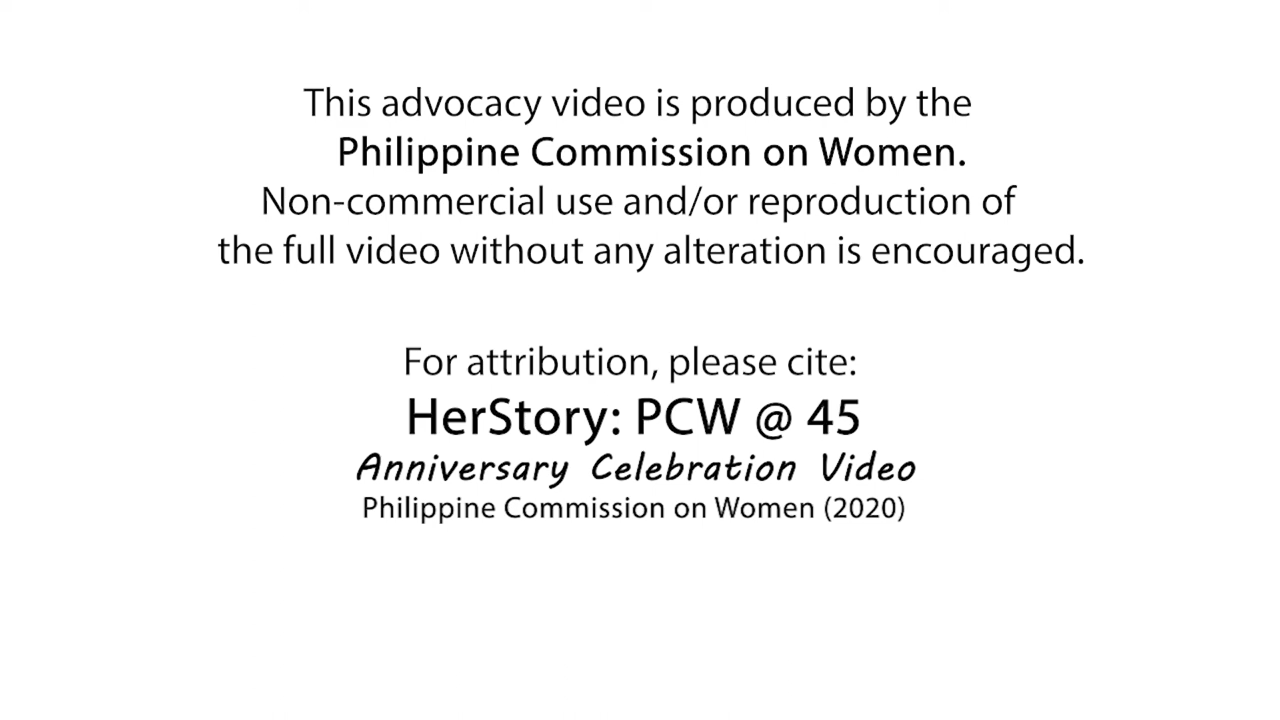 This advocacy video is produced by the
Philippine Commission on Women.
Non-commercial use and/or reproduction of
the full video without any alteration is encouraged.
For attribution, please cite:
HerStory: PCW @ 45
Anniversary Celebration Video
Philippine Commission on Women (2020)